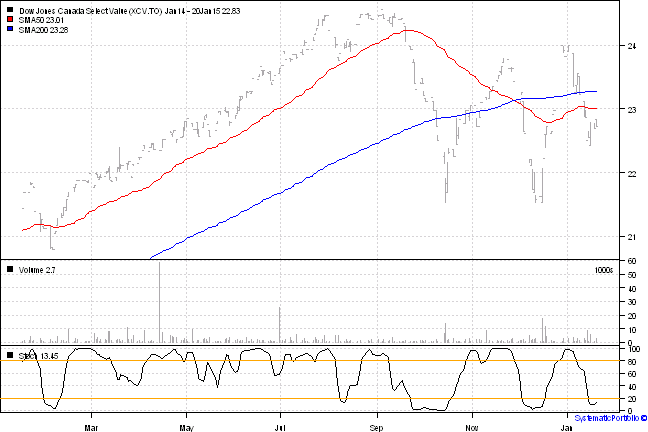 Dow Jones Canada Select Value (XCV.TO) Jan14 - 20Jan15 22.83
SMA50 23.01
SMA200 23.28
24
23
22
21
Volume 2.7
1000s
60
50
40
30
20
10
0
Stoch 13.45
100
80
60
40
20
0
Mar
May
Jul
Sep
Nov
Jan
SystematicPortfolio ©